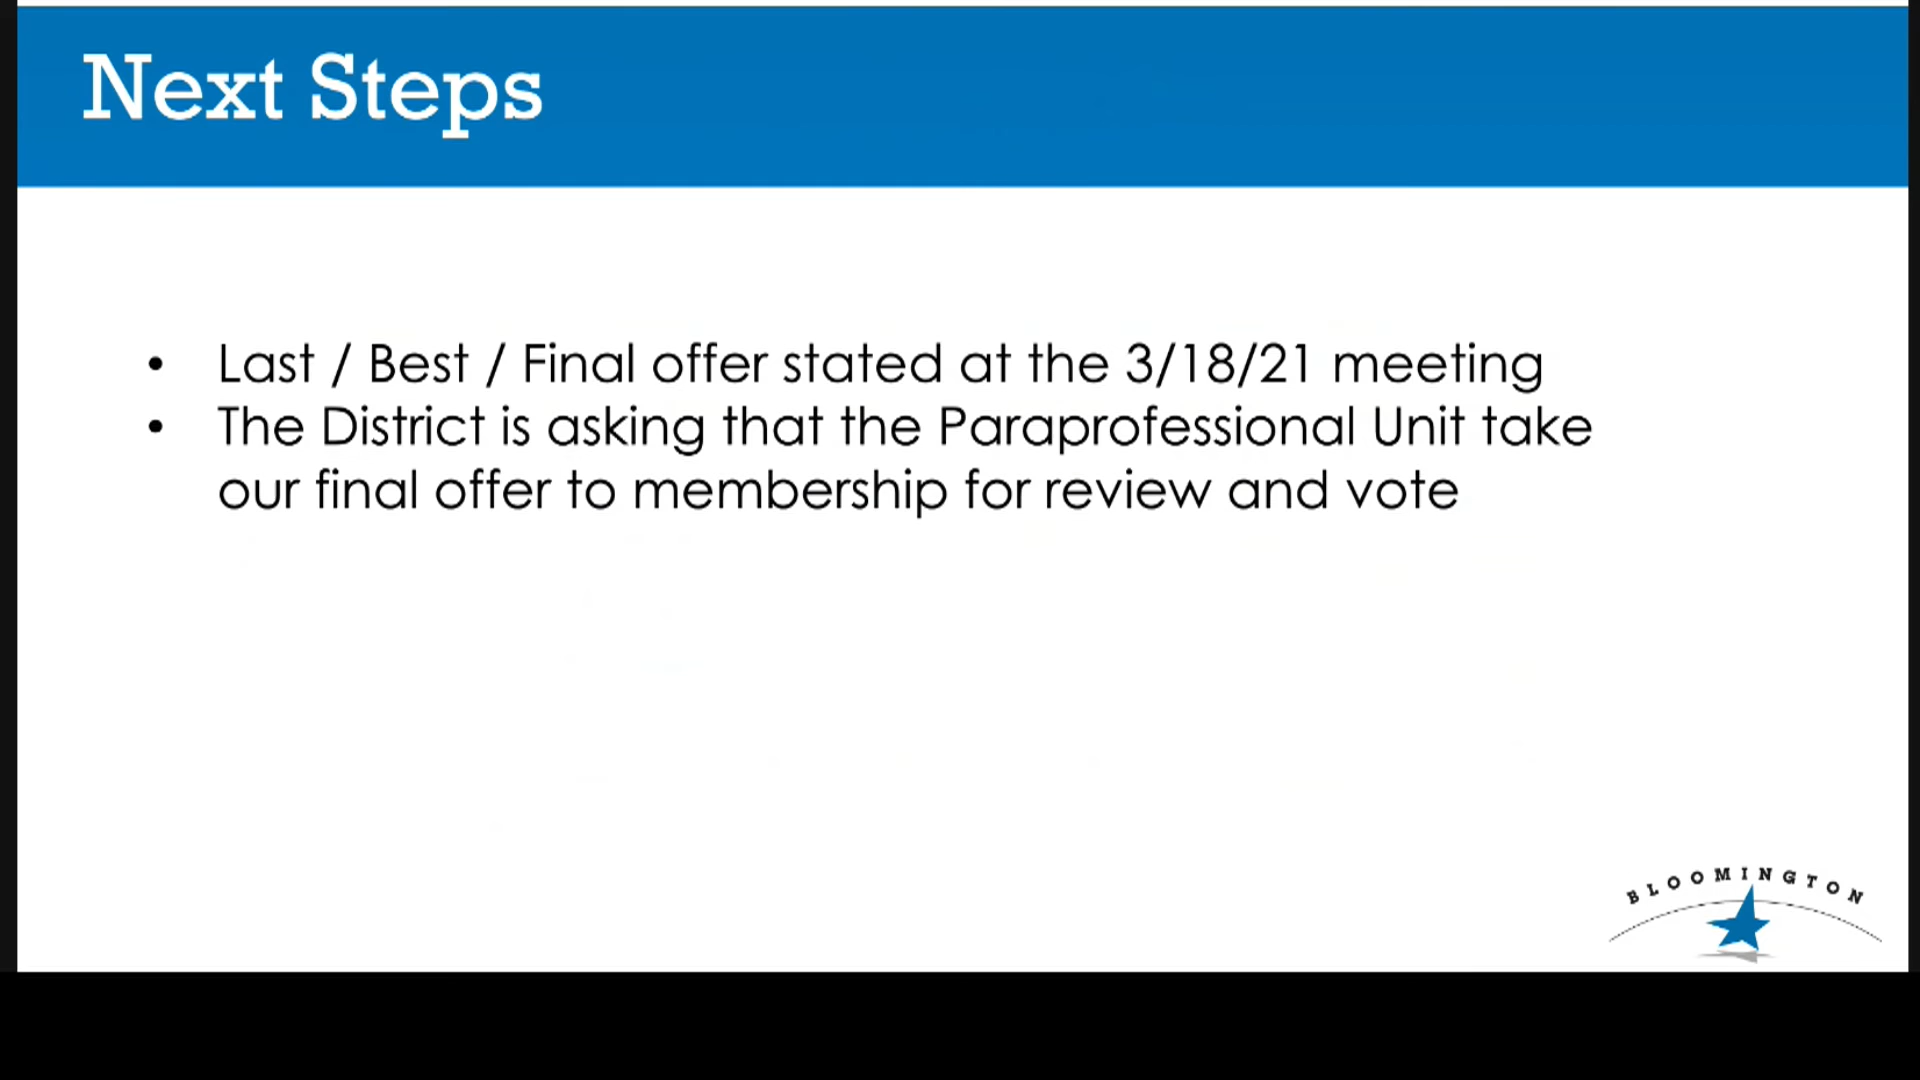 Next Steps
• Last / Best / Final offer stated at the 3/18/21 meeting
• The District is asking that the Paraprofessional Unit take
our final offer to membership for review and vote
BLOOMINGTON